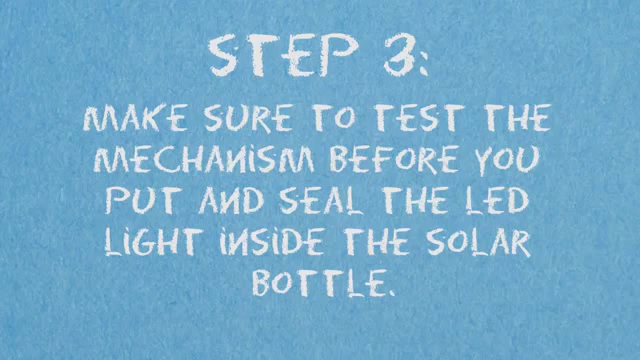 STEP 3:
MAKE SURE TO TEST THE
MECHANISM BEFORE YOU
PUT AND SEAL THE LED
LIGHT INSIDE THE SOLAR
BOTTLE.